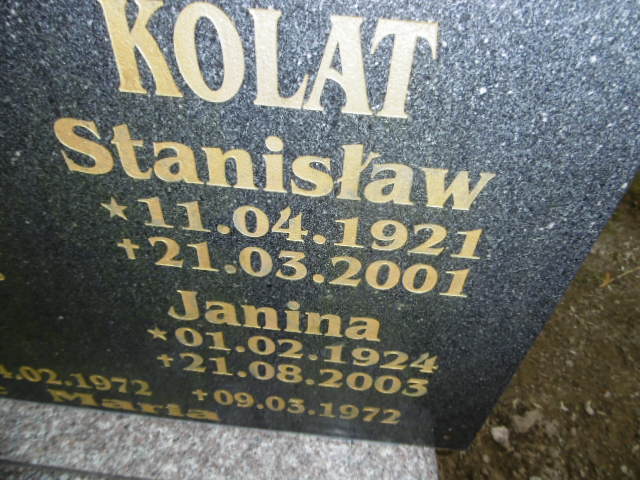 KOLAT
Stanisław
★11.04.1921
✝21.03.2001
Janina
★01.02.1924
✝21.08.2003
4.02.1972 ✝09.03.1972
Maria